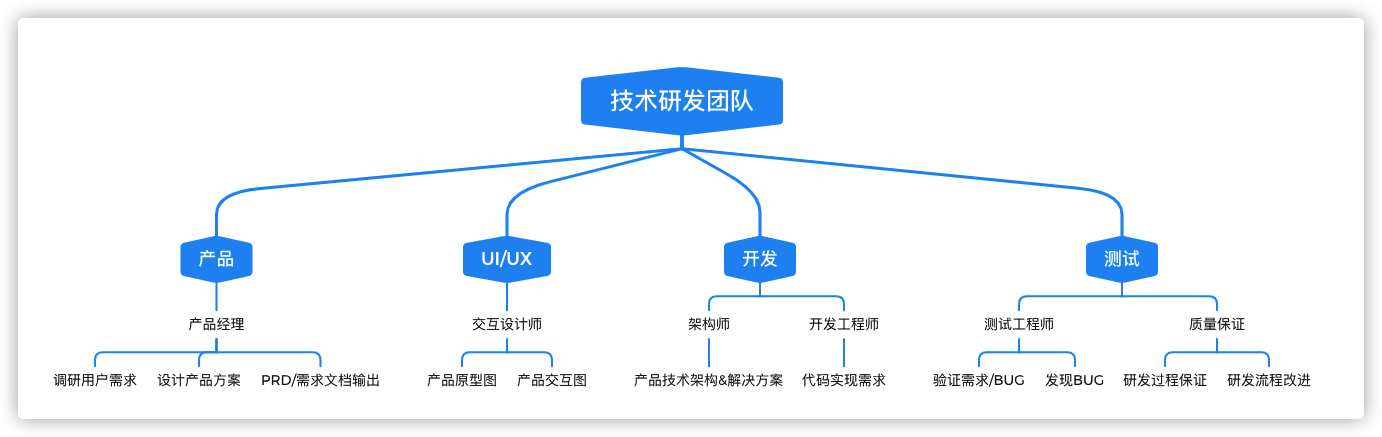 技术研发团队
产品
UI/UX
开发
测试
产品经理
交互设计师
架构师
开发工程师
测试工程师
质量保证
调研用户需求
设计产品方案
PRD/需求文档输出
产品原型图
产品交互图
产品技术架构&解决方案
代码实现需求
验证需求/BUG
发现BUG
研发过程保证
研发流程改进